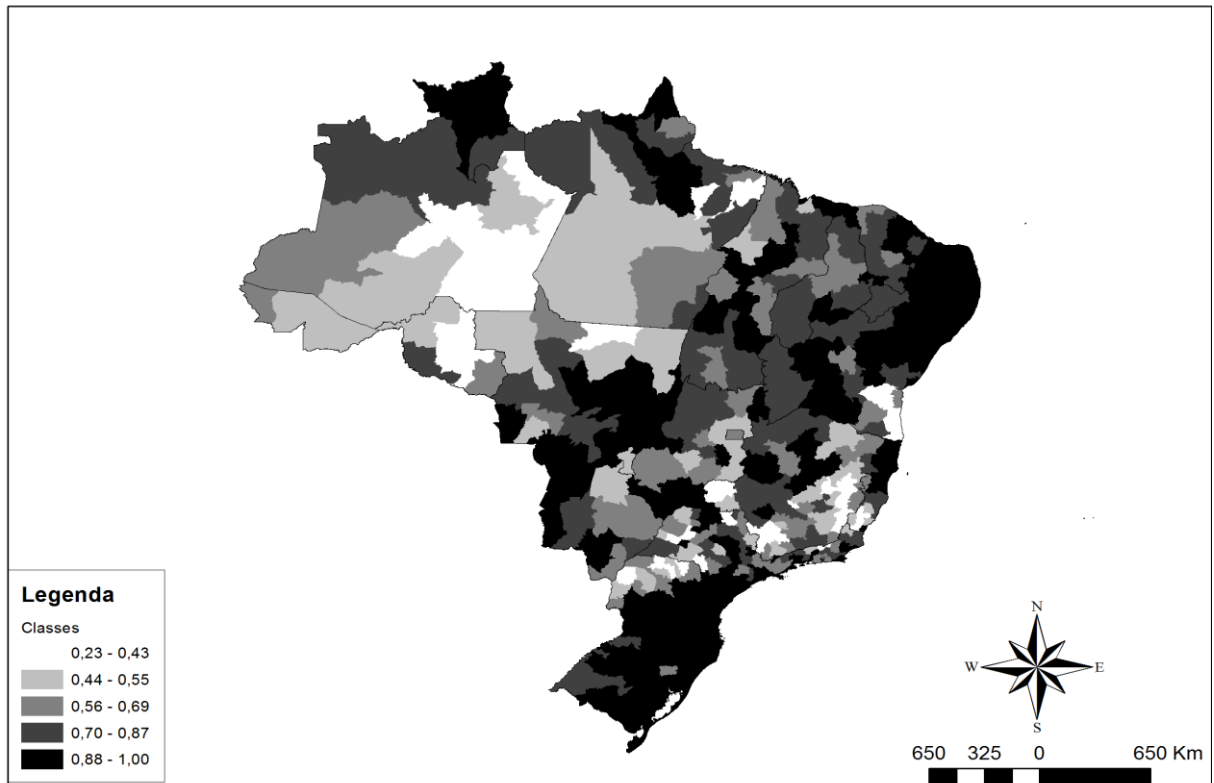 Legenda
Classes
0,23 - 0,43
0,44 - 0,55
0,56 - 0,69
0,70 - 0,87
0,88 - 1,00
N
W E
S
650 325 0 650 Km